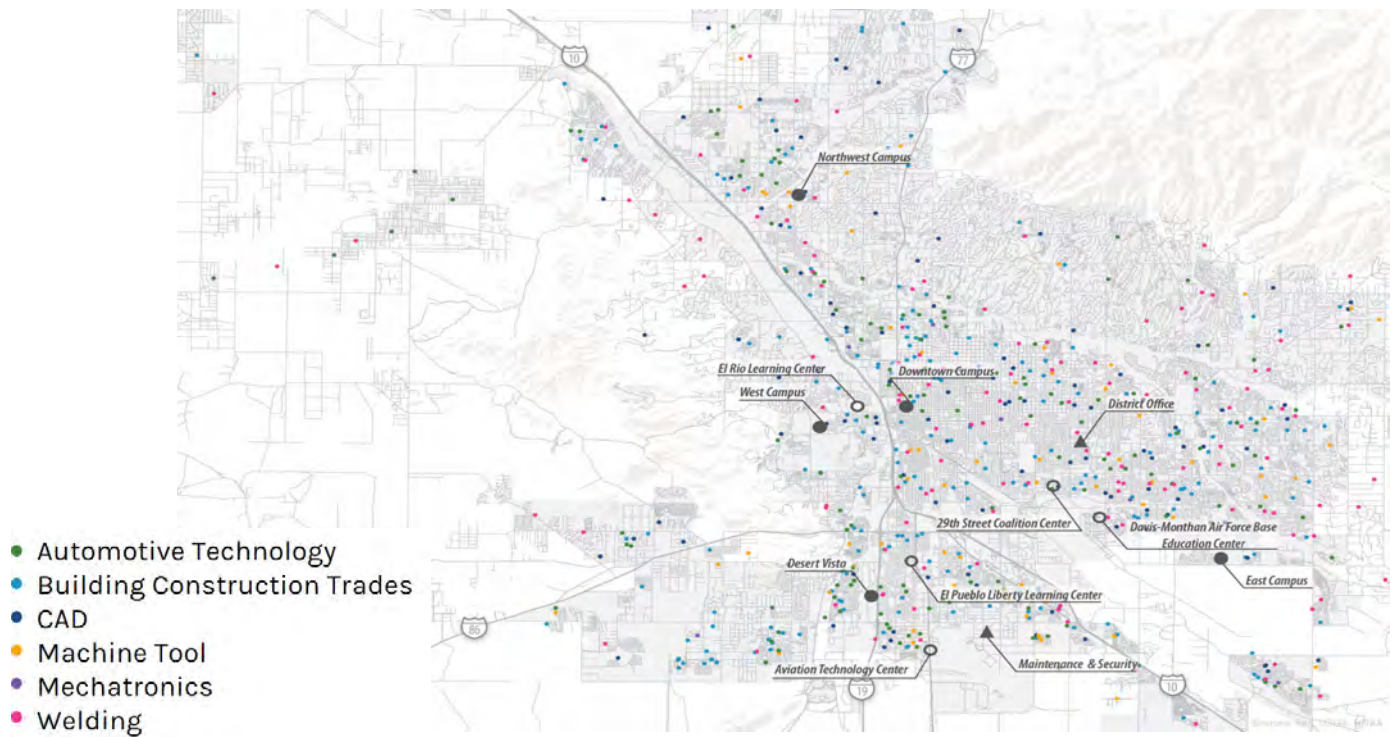 10
77
Northwest Campus
El Rio Learning Center
Downtown Campus
West Campus
District Office
29th Street Coalition Center
Davis-Monthan Air Force Base
Education Center
East Campus
Desert Vista
El Pueblo Liberty Learning Center
86
Aviation Technology Center
Maintenance & Security
19
10
Automotive Technology
Building Construction Trades
CAD
Machine Tool
Mechatronics
Welding